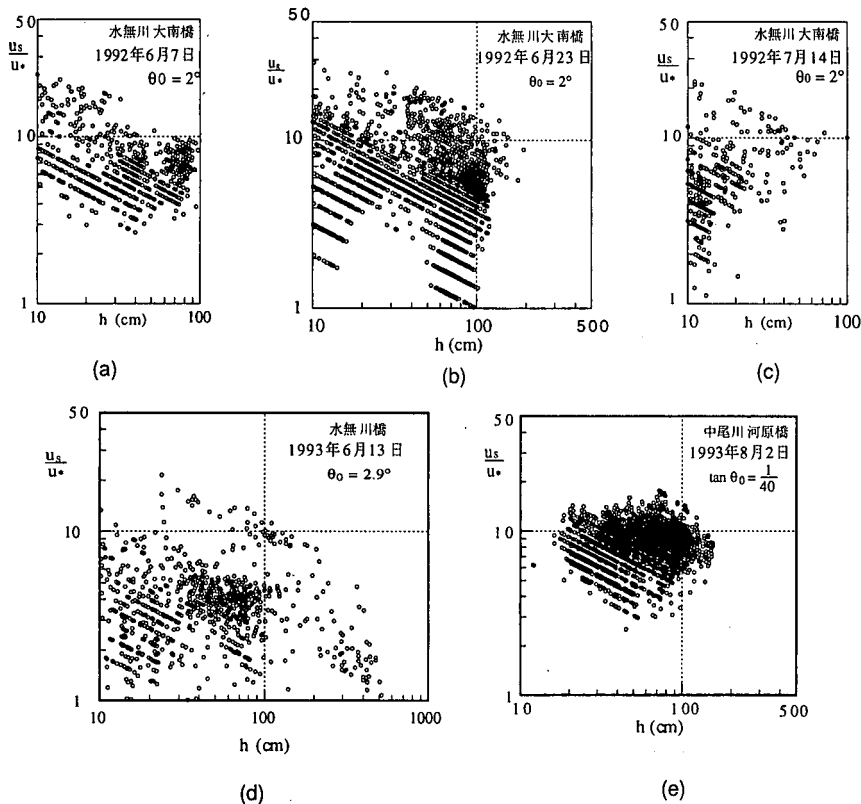 50
u_s/u*
水無川 大南橋
1992年6月7日
θ0 = 2°
10
1
10
100
h (cm)
(a)
50
u_s/u*
水無川大南橋
1992年6月23日
θ₀ = 2°
10
1
10
100
500
h (cm)
(b)
50
u_s/u*
水無川 大南橋
1992年7月14日
θ0 = 2°
10
1
10
100
h (cm)
(c)
50
u_s/u*
水無川橋
1993年6月13日
θ₀ = 2.9°
10
1
10
100
1000
h (cm)
(d)
50
u_s/u*
中尾川 河原橋
1993年8月2日
tan θ₀ = 1/40
10
1
10
100
500
h (cm)
(e)